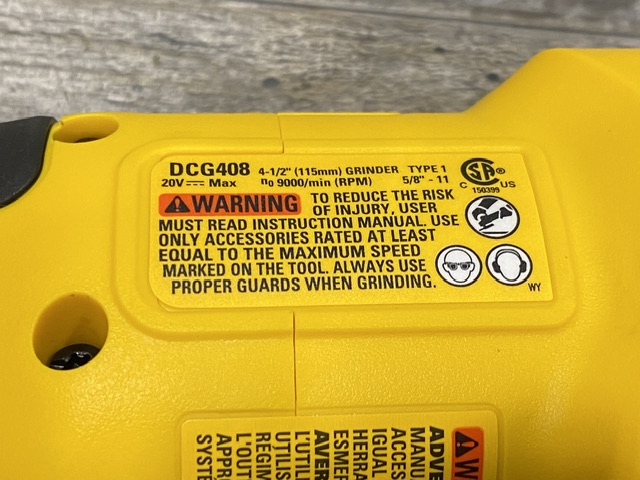 DCG408 4-1/2" (115mm) GRINDER TYPE 1
20V⎓ Max n₀ 9000/min (RPM) 5/8" - 11
SA®
C 150399 US
WARNING TO REDUCE THE RISK
OF INJURY, USER
MUST READ INSTRUCTION MANUAL. USE
ONLY ACCESSORIES RATED AT LEAST
EQUAL TO THE MAXIMUM SPEED
MARKED ON THE TOOL. ALWAYS USE
PROPER GUARDS WHEN GRINDING.
WY
ADVE
MANU
ACCES
IGUAL
HERRA
ESMER
AVER
L'UTIL
UTILIS
RÉGIM
L'OUT
APPRO
SYSTÈ